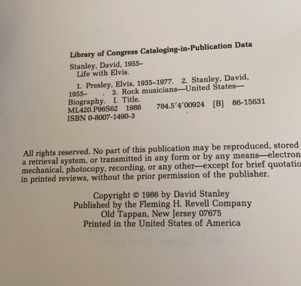 Library of Congress Cataloging-in-Publication Data
Stanley, David, 1955–
Life with Elvis.
1. Presley, Elvis, 1935–1977. 2. Stanley, David,
1955– . 3. Rock musicians—United States—
Biography. I. Title.
ML420.P96S62 1986 784.5'4'00924 [B] 86-15631
ISBN 0-8007-1490-3
All rights reserved. No part of this publication may be reproduced, stored
a retrieval system, or transmitted in any form or by any means—electron
mechanical, photocopy, recording, or any other—except for brief quotatio
in printed reviews, without the prior permission of the publisher.
Copyright © 1986 by David Stanley
Published by the Fleming H. Revell Company
Old Tappan, New Jersey 07675
Printed in the United States of America